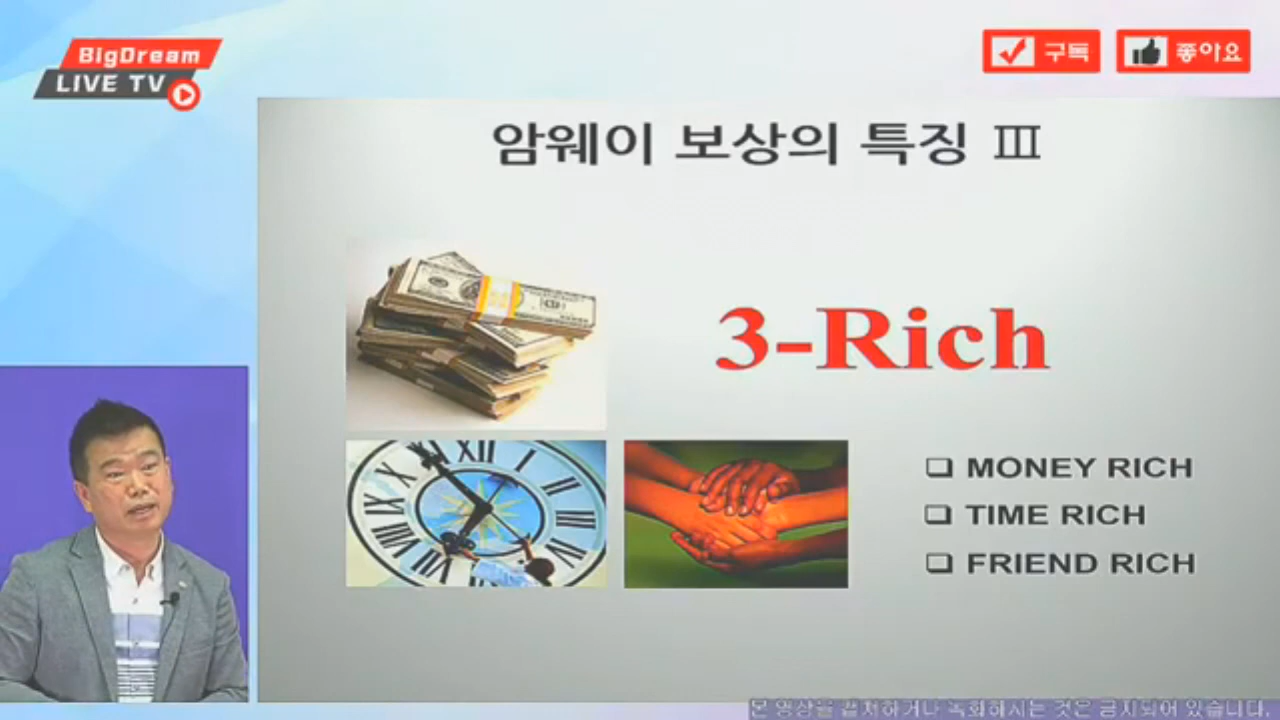 BigDream
LIVE TV
구독
좋아요
암웨이 보상의 특징 Ⅲ
3-Rich
❑ MONEY RICH
❑ TIME RICH
❑ FRIEND RICH
본 영상을 캡처하거나 녹화하시는 것은 금지되어 있습니다.